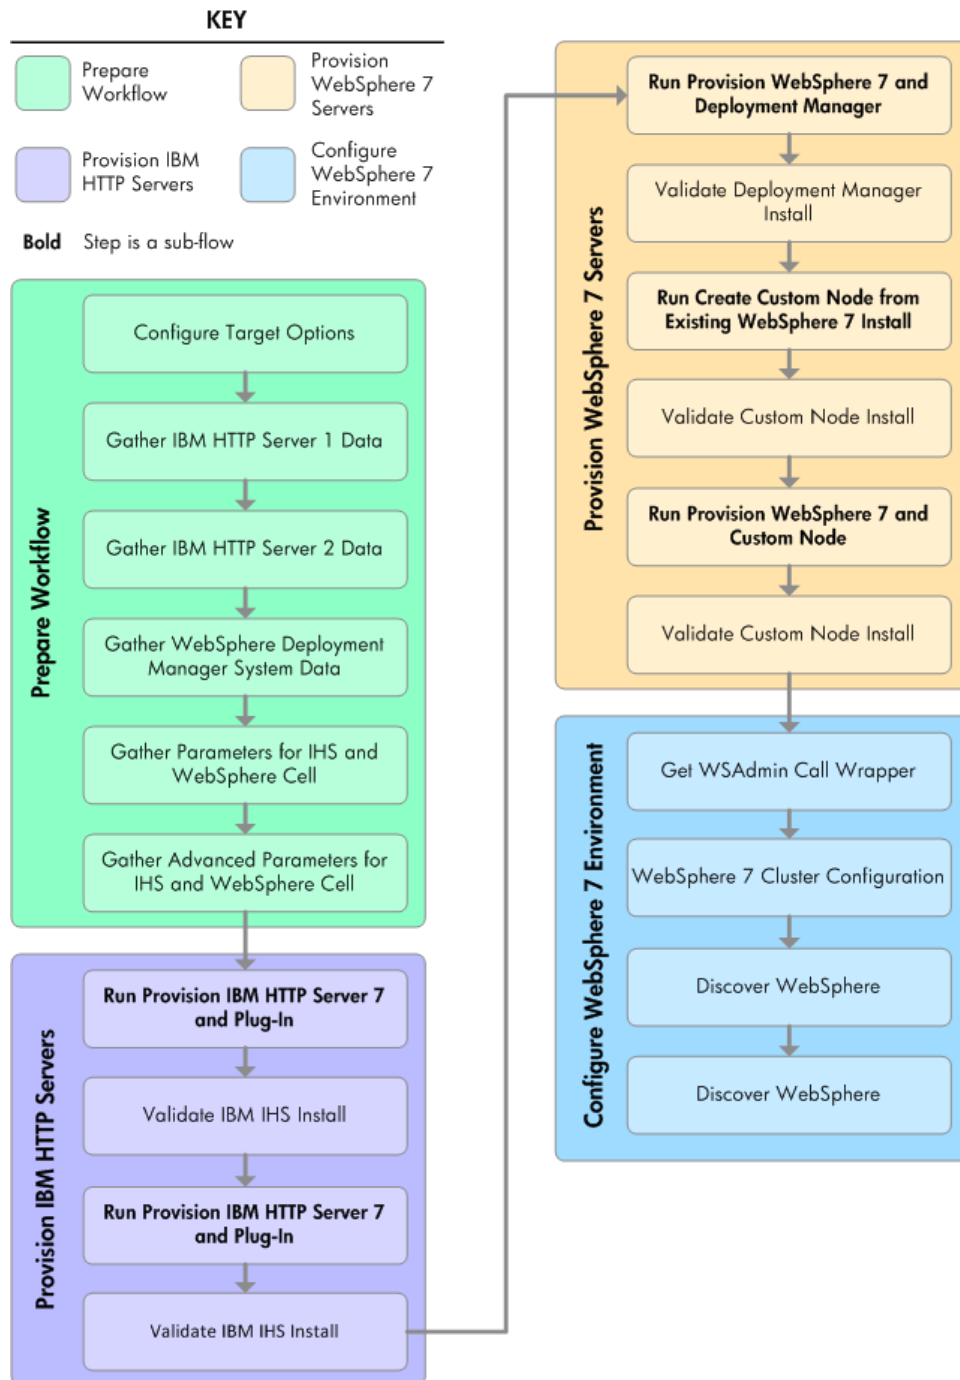 KEY
Prepare
Workflow
Provision
WebSphere 7
Servers
Provision IBM
HTTP Servers
Configure
WebSphere 7
Environment
Bold Step is a sub-flow
Prepare Workflow
Configure Target Options
Gather IBM HTTP Server 1 Data
Gather IBM HTTP Server 2 Data
Gather WebSphere Deployment
Manager System Data
Gather Parameters for IHS and
WebSphere Cell
Gather Advanced Parameters for
IHS and WebSphere Cell
Provision IBM HTTP Servers
Run Provision IBM HTTP Server 7
and Plug-In
Validate IBM IHS Install
Run Provision IBM HTTP Server 7
and Plug-In
Validate IBM IHS Install
Provision WebSphere 7 Servers
Run Provision WebSphere 7 and
Deployment Manager
Validate Deployment Manager
Install
Run Create Custom Node from
Existing WebSphere 7 Install
Validate Custom Node Install
Run Provision WebSphere 7 and
Custom Node
Validate Custom Node Install
Configure WebSphere 7 Environment
Get WSAdmin Call Wrapper
WebSphere 7 Cluster Configuration
Discover WebSphere
Discover WebSphere